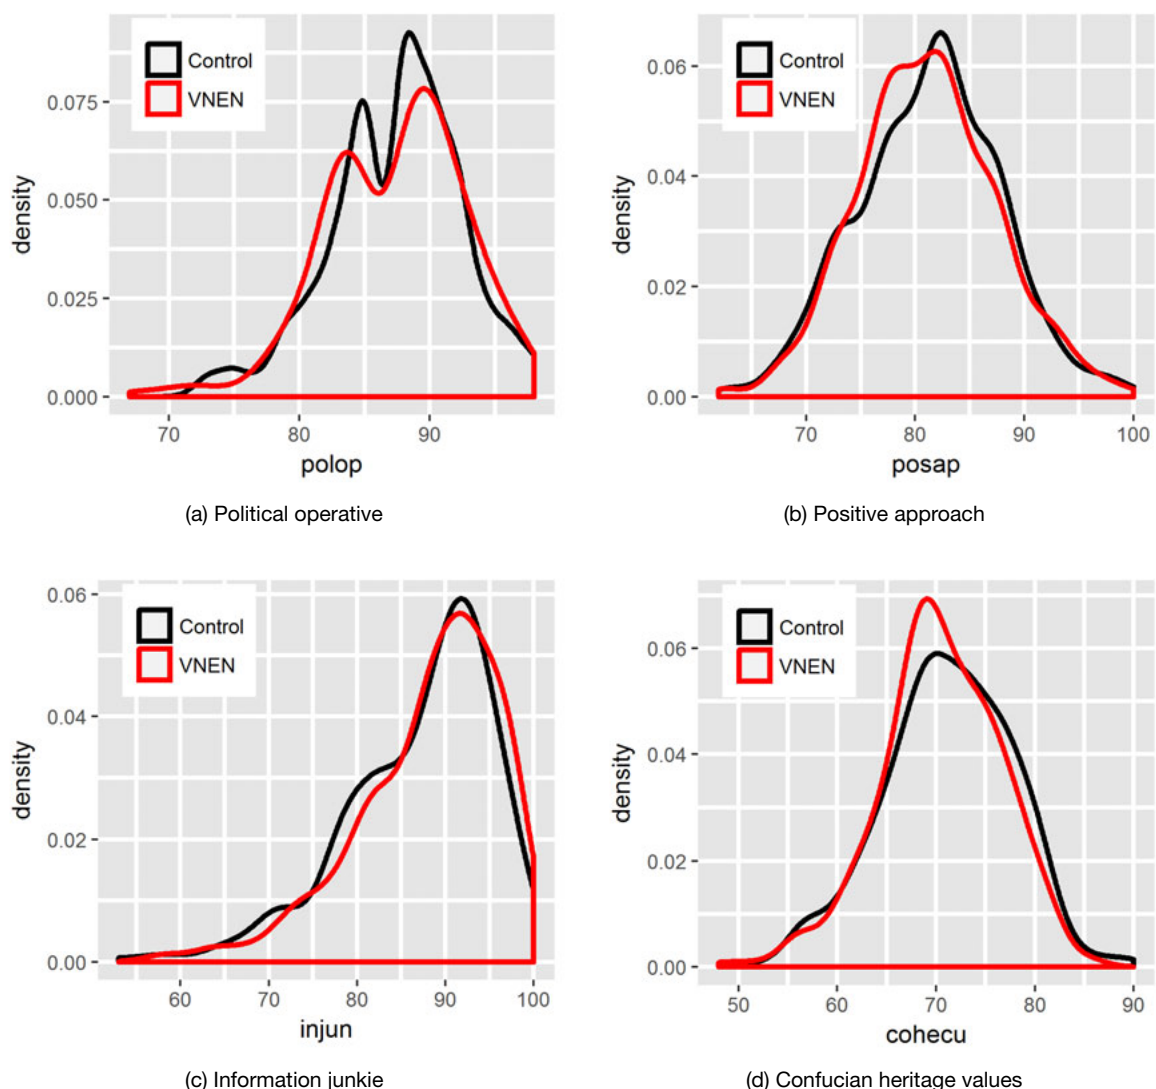 Control
VNEN
0.075
0.050
0.025
0.000
density
70
80
90
polop
(a) Political operative
Control
VNEN
0.06
0.04
0.02
0.00
density
70
80
90
100
posap
(b) Positive approach
Control
VNEN
0.06
0.04
0.02
0.00
density
60
70
80
90
100
injun
(c) Information junkie
Control
VNEN
0.06
0.04
0.02
0.00
density
50
60
70
80
90
cohecu
(d) Confucian heritage values